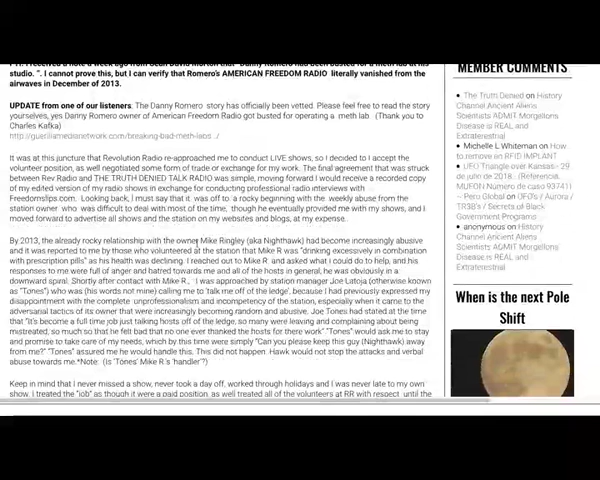 studio. ". I cannot prove this, but I can verify that Romero's AMERICAN FREEDOM RADIO literally vanished from the
airwaves in December of 2013.
UPDATE from one of our listeners: The Danny Romero story has officially been vetted. Please feel free to read the story
yourselves, yes Danny Romero owner of American Freedom Radio got busted for operating a meth lab (Thank you to
Charles Kafka)
It was at this juncture that Revolution Radio re-approached me to conduct LIVE shows, so I decided to accept the
volunteer position, as well negotiated some form of trade or exchange for my work. The final agreement that was struck
between Rev Radio and THE TRUTH DENIED TALK RADIO was simple, moving forward I would receive a recorded copy
of my edited version of my radio shows in exchange for conducting professional radio interviews with
Freedomslips.com. Looking back, I must say that it was off to a rocky beginning with the weekly abuse from the
station owner who was difficult to deal with most of the time, though he eventually provided me with my shows, and I
moved forward to advertise all shows and the station on my websites and blogs, at my expense.
By 2013, the already rocky relationship with the owner Mike Ringley (aka Nighthawk) had become increasingly abusive
and it was reported to me by those who volunteered at the station that Mike R was "drinking excessively in combination
with prescription pills" as his health was declining. I reached out to Mike R and asked what I could do to help, and his
responses to me were full of anger and hatred towards me and all of the hosts in general, he was obviously in a
downward spiral. Shortly after contact with Mike R , I was approached by station manager Joe Latoja (otherwise known
as "Tones") who was (his words not mine) calling me to 'talk me off of the ledge', because I had previously expressed my
disappointment with the complete unprofessionalism and incompetency of the station, especially when it came to the
adversarial tactics of its owner that were increasingly becoming random and abusive. Joe Tones had stated at the time
that "It's become a full time job just talking hosts off of the ledge, so many were leaving and complaining about being
mistreated, so much so that he felt bad that no one ever thanked the hosts for there work" "Tones" would ask me to stay
and promise to take care of my needs, which by this time were simply "Can you please keep this guy (Nighthawk) away
from me?" "Tones" assured me he would handle this. This did not happen. Hawk would not stop the attacks and verbal
abuse towards me.*Note: (Is 'Tones' Mike R.'s 'handler'?)
Keep in mind that I never missed a show, never took a day off, worked through holidays and I was never late to my own
show. I treated the "job" as though it were a paid position, as well treated all of the volunteers at RR with respect until the
MEMBER COMMENTS
The Truth Denied on
History
Channel Ancient Aliens
Scientists ADMIT Morgellons
Disease is REAL and
Extraterrestrial
Michelle L Whiteman on How
to remove an RFID IMPLANT
UFO Triangle over Kansas– 29
de julio de 2018 . /Referencia
MUFON Número de caso 93741 |
– Pero Global on UFO's / Aurora /
TR3B's / Secrets of Black
Government Programs
anonymous on History
Channel Ancient Aliens
Scientists ADMIT Morgellons
Disease is REAL and
Extraterrestrial
When is the next Pole
Shift